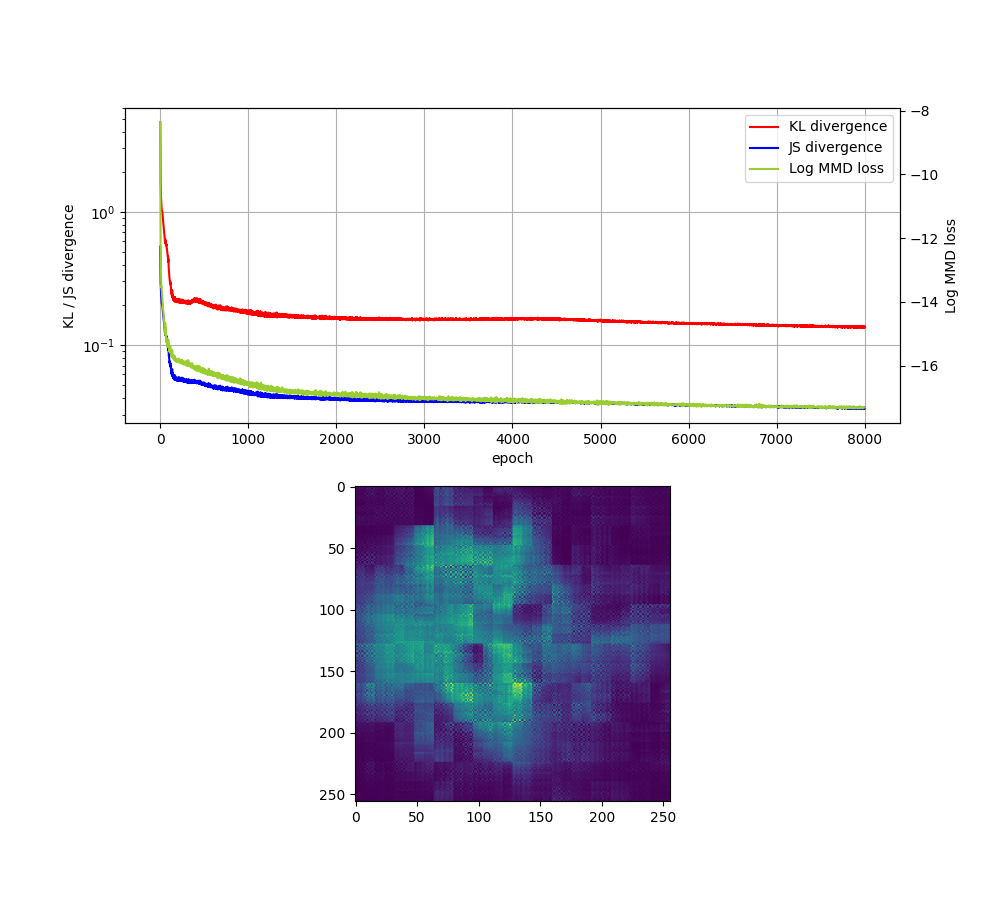 KL divergence
JS divergence
Log MMD loss
KL / JS divergence
10⁰
10⁻¹
−8
−10
−12
−14
−16
Log MMD loss
0 1000 2000 3000 4000 5000 6000 7000 8000
epoch
0
50
100
150
200
250
0 50 100 150 200 250